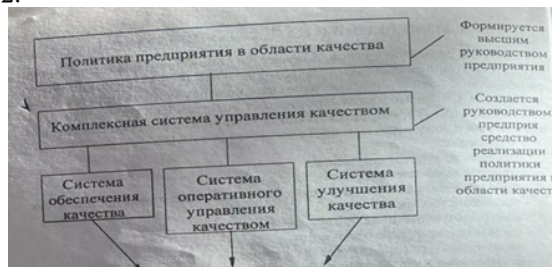 2.
Политика предприятия в области качества
Формируется
высшим
руководством
предприятия
Комплексная система управления качеством
Создается
руководством
предприя
средство
реализации
политики
предприятия
области качест
Система
обеспечения
качества
Система
оперативного
управления
качеством
Система
улучшения
качества